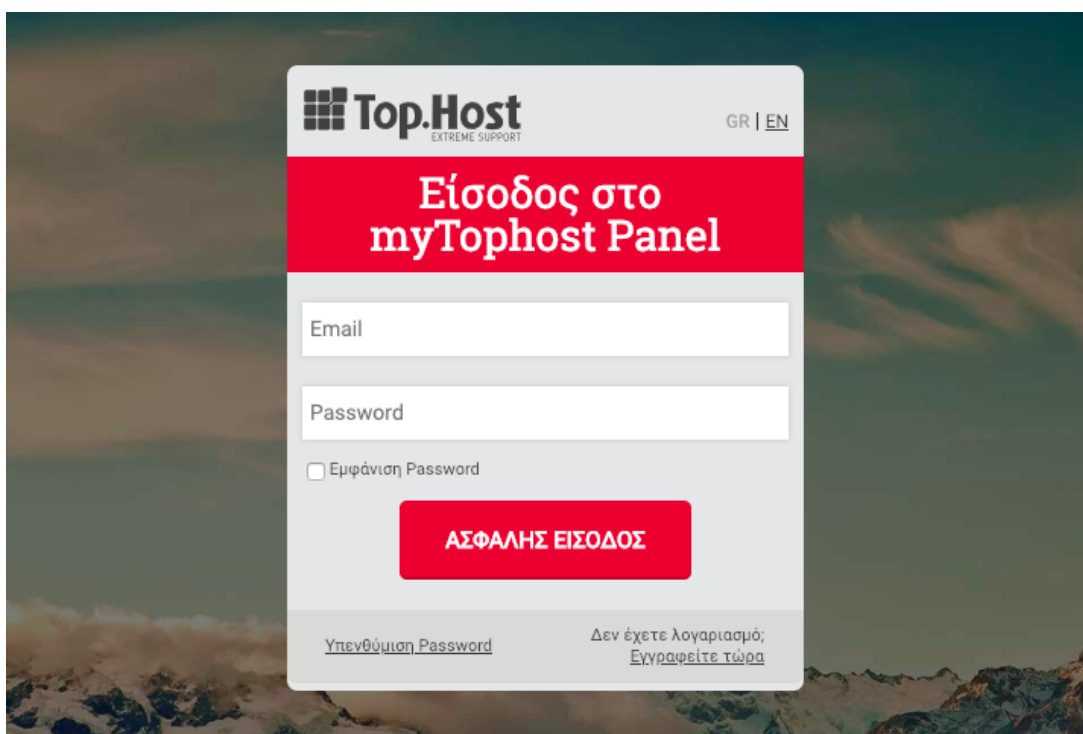 Top.Host
EXTREME SUPPORT
GR | EN
Είσοδος στο
myTophost Panel
Email
Password
Εμφάνιση Password
ΑΣΦΑΛΗΣ ΕΙΣΟΔΟΣ
Υπενθύμιση Password
Δεν έχετε λογαριασμό;
Εγγραφείτε τώρα